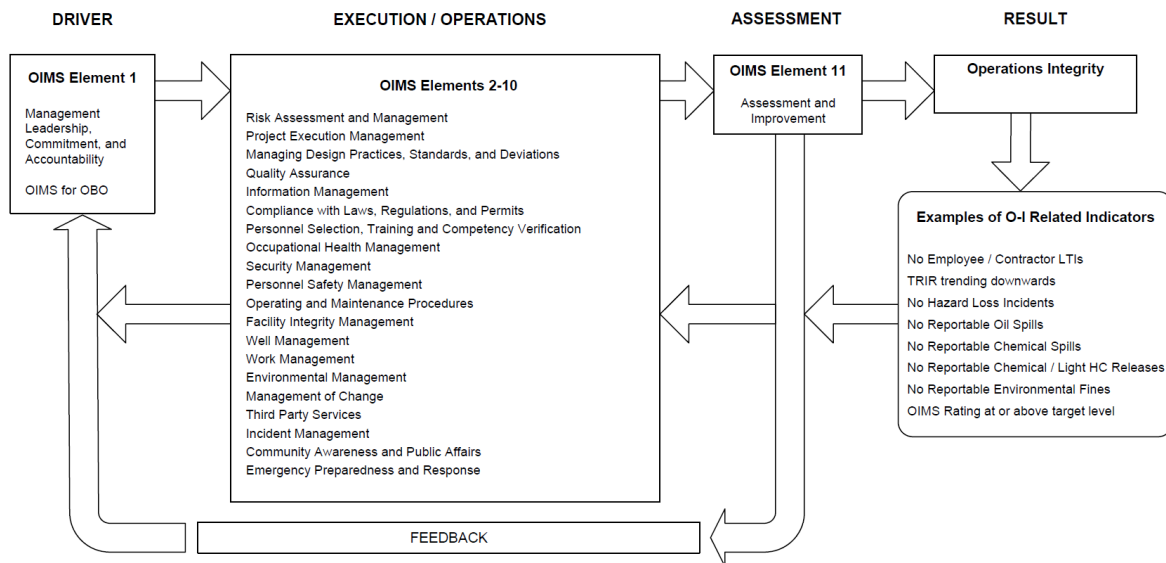 DRIVER
EXECUTION / OPERATIONS
ASSESSMENT
RESULT
OIMS Element 1
Management
Leadership,
Commitment, and
Accountability
OIMS for OBO
OIMS Elements 2-10
Risk Assessment and Management
Project Execution Management
Managing Design Practices, Standards, and Deviations
Quality Assurance
Information Management
Compliance with Laws, Regulations, and Permits
Personnel Selection, Training and Competency Verification
Occupational Health Management
Security Management
Personnel Safety Management
Operating and Maintenance Procedures
Facility Integrity Management
Well Management
Work Management
Environmental Management
Management of Change
Third Party Services
Incident Management
Community Awareness and Public Affairs
Emergency Preparedness and Response
OIMS Element 11
Assessment and
Improvement
Operations Integrity
Examples of O-I Related Indicators
No Employee / Contractor LTIs
TRIR trending downwards
No Hazard Loss Incidents
No Reportable Oil Spills
No Reportable Chemical Spills
No Reportable Chemical / Light HC Releases
No Reportable Environmental Fines
OIMS Rating at or above target level
FEEDBACK